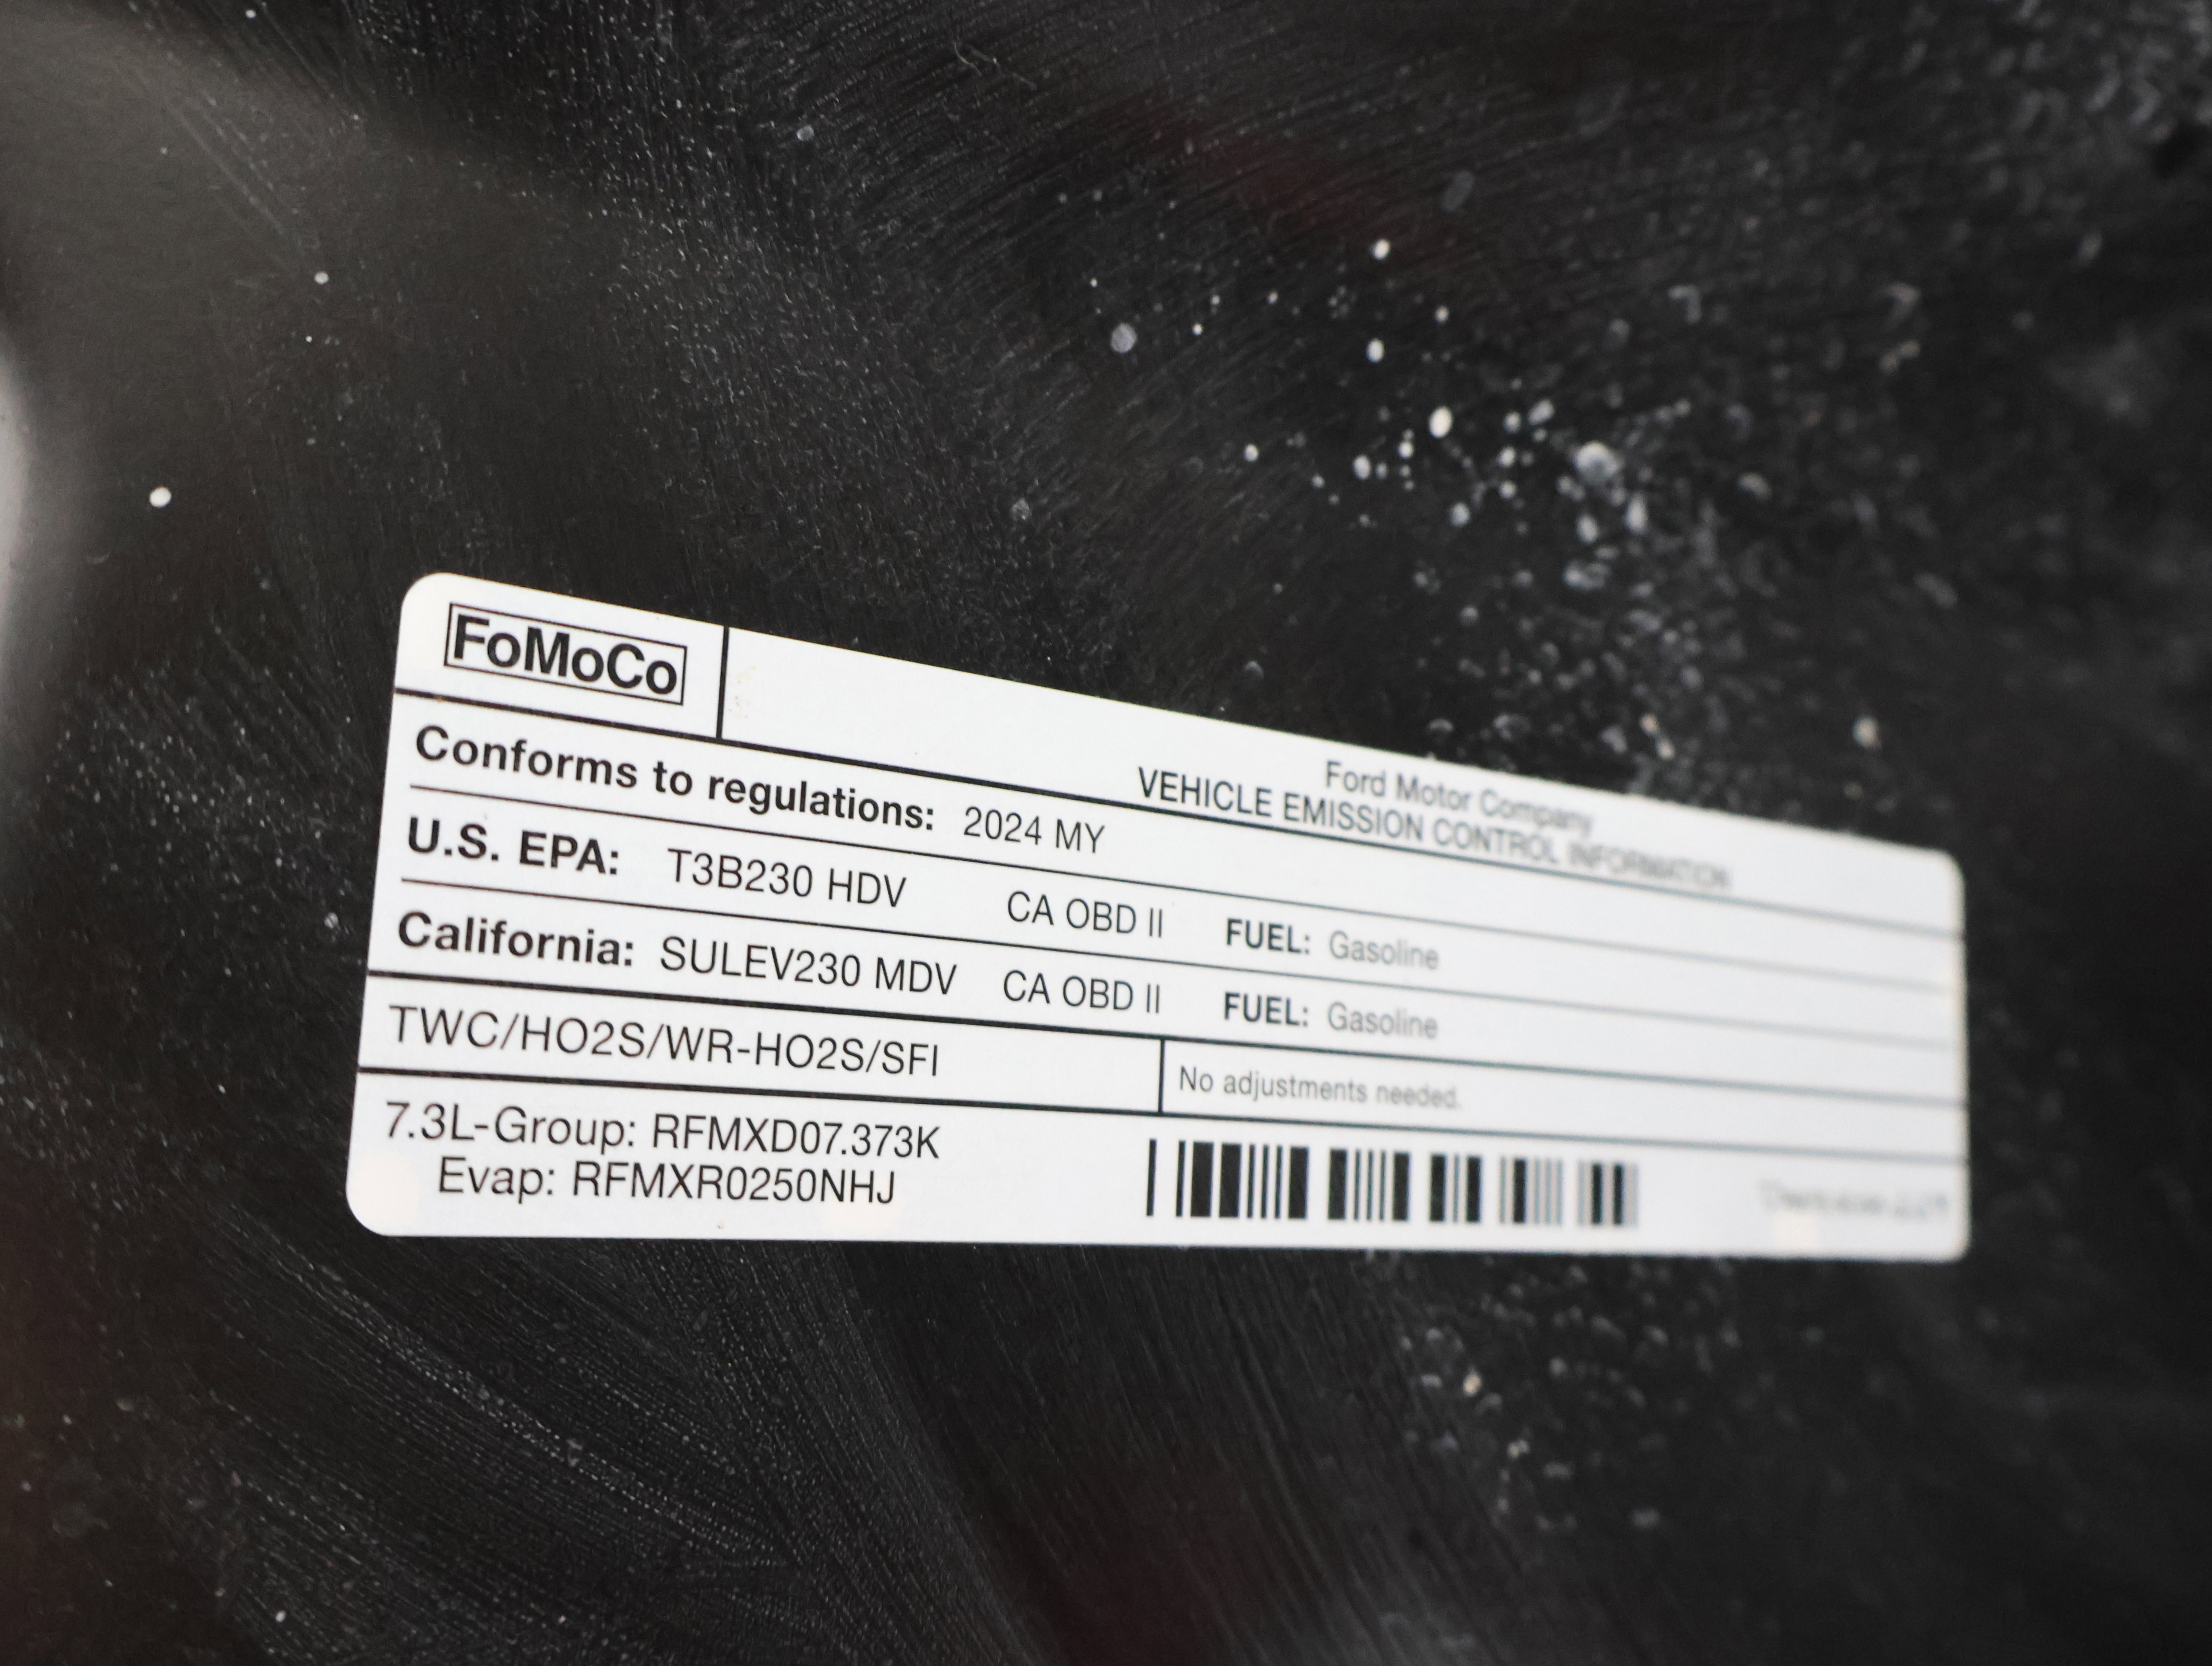 FoMoCo
Ford Motor Company
VEHICLE EMISSION CONTROL INFORMATION
Conforms to regulations: 2024 MY
U.S. EPA: T3B230 HDV CA OBD II FUEL: Gasoline
California: SULEV230 MDV CA OBD II FUEL: Gasoline
TWC/HO2S/WR-HO2S/SFI
No adjustments needed.
7.3L-Group: RFMXD07.373K
Evap: RFMXR0250NHJ